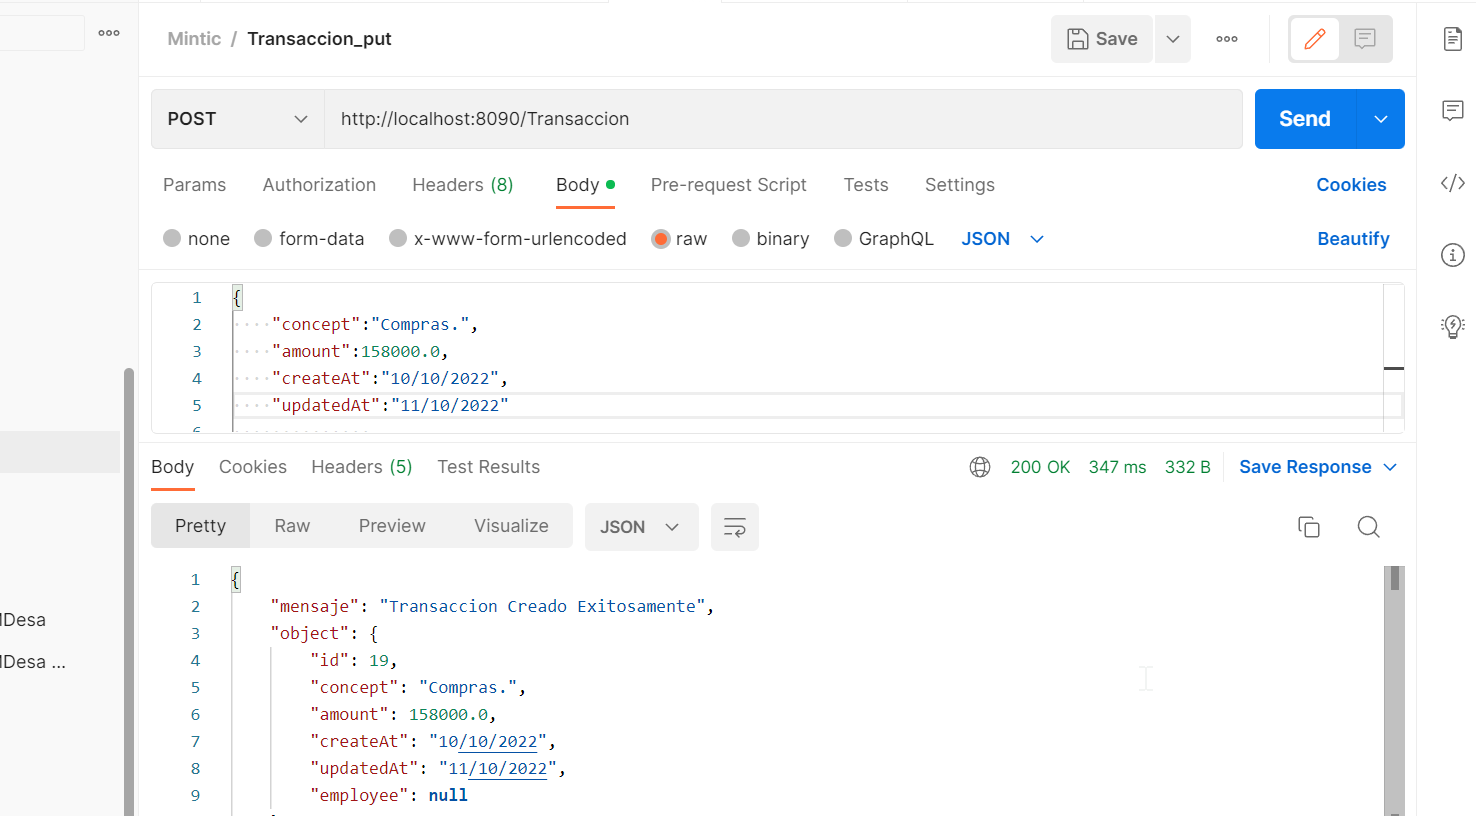 Mintic / Transaccion_put
Save
POST
http://localhost:8090/Transaccion
Send
Params Authorization Headers (8) Body Pre-request Script Tests Settings Cookies
none form-data x-www-form-urlencoded raw binary GraphQL JSON Beautify
1 {
2 "concept":"Compras.",
3 "amount":158000.0,
4 "createAt":"10/10/2022",
5 "updatedAt":"11/10/2022"
6
Body Cookies Headers (5) Test Results 200 OK 347 ms 332 B Save Response
Pretty Raw Preview Visualize JSON
1 {
2 "mensaje": "Transaccion Creado Exitosamente",
3 "object": {
4 "id": 19,
5 "concept": "Compras.",
6 "amount": 158000.0,
7 "createAt": "10/10/2022",
8 "updatedAt": "11/10/2022",
9 "employee": null
Desa
Desa ...